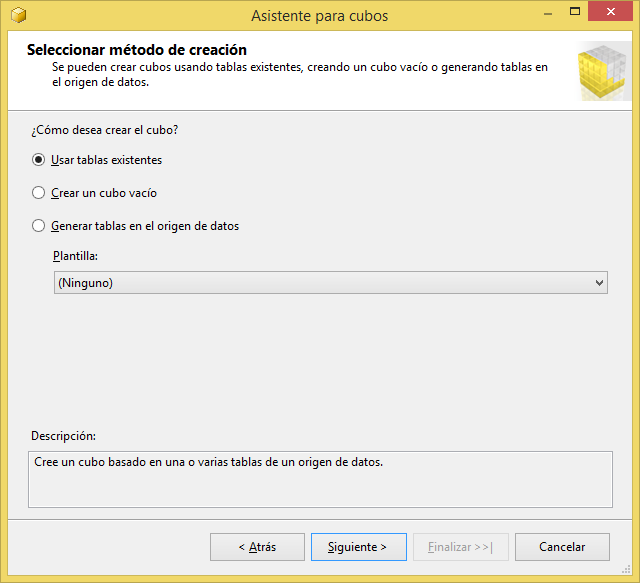 Asistente para cubos
Seleccionar método de creación
Se pueden crear cubos usando tablas existentes, creando un cubo vacío o generando tablas en
el origen de datos.
¿Cómo desea crear el cubo?
Usar tablas existentes
Crear un cubo vacío
Generar tablas en el origen de datos
Plantilla:
(Ninguno)
Descripción:
Cree un cubo basado en una o varias tablas de un origen de datos.
< Atrás
Siguiente >
Finalizar >>|
Cancelar